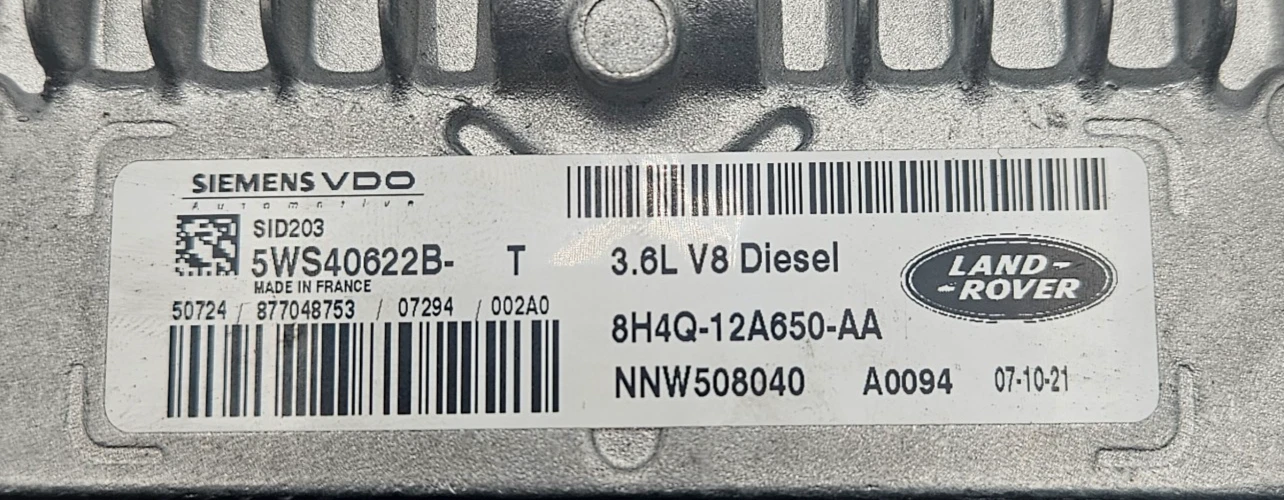 SIEMENS VDO
Automotive
SID203
5WS40622B- T
MADE IN FRANCE
50724 / 877048753 / 07294 / 002A0
3.6L V8 Diesel
LAND-
-ROVER
8H4Q-12A650-AA
NNW508040 A0094 07-10-21